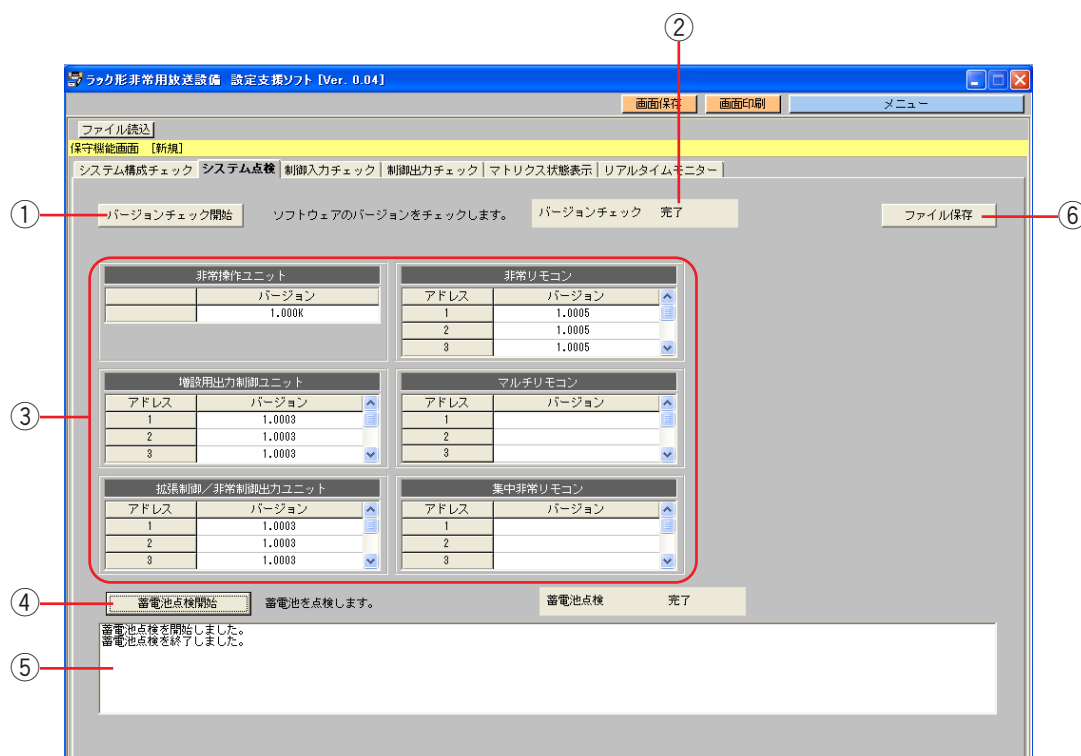 ②
ラック形非常用放送設備 設定支援ソフト [Ver. 0.04]
画面保存 画面印刷 メニュー
ファイル読込
保守機能画面 [新規]
システム構成チェック システム点検 制御入力チェック 制御出力チェック マトリクス状態表示 リアルタイムモニター
① バージョンチェック開始 ソフトウェアのバージョンをチェックします。 バージョンチェック 完了 ファイル保存 ⑥
③
非常操作ユニット
バージョン
1.000K
非常リモコン
アドレス バージョン
1 1.0005
2 1.0005
3 1.0005
増設用出力制御ユニット
アドレス バージョン
1 1.0003
2 1.0003
3 1.0003
マルチリモコン
アドレス バージョン
1
2
3
拡張制御／非常制御出力ユニット
アドレス バージョン
1 1.0003
2 1.0003
3 1.0003
集中非常リモコン
アドレス バージョン
1
2
3
④ 蓄電池点検開始 蓄電池を点検します。 蓄電池点検 完了
蓄電池点検を開始しました。
蓄電池点検を終了しました。
⑤